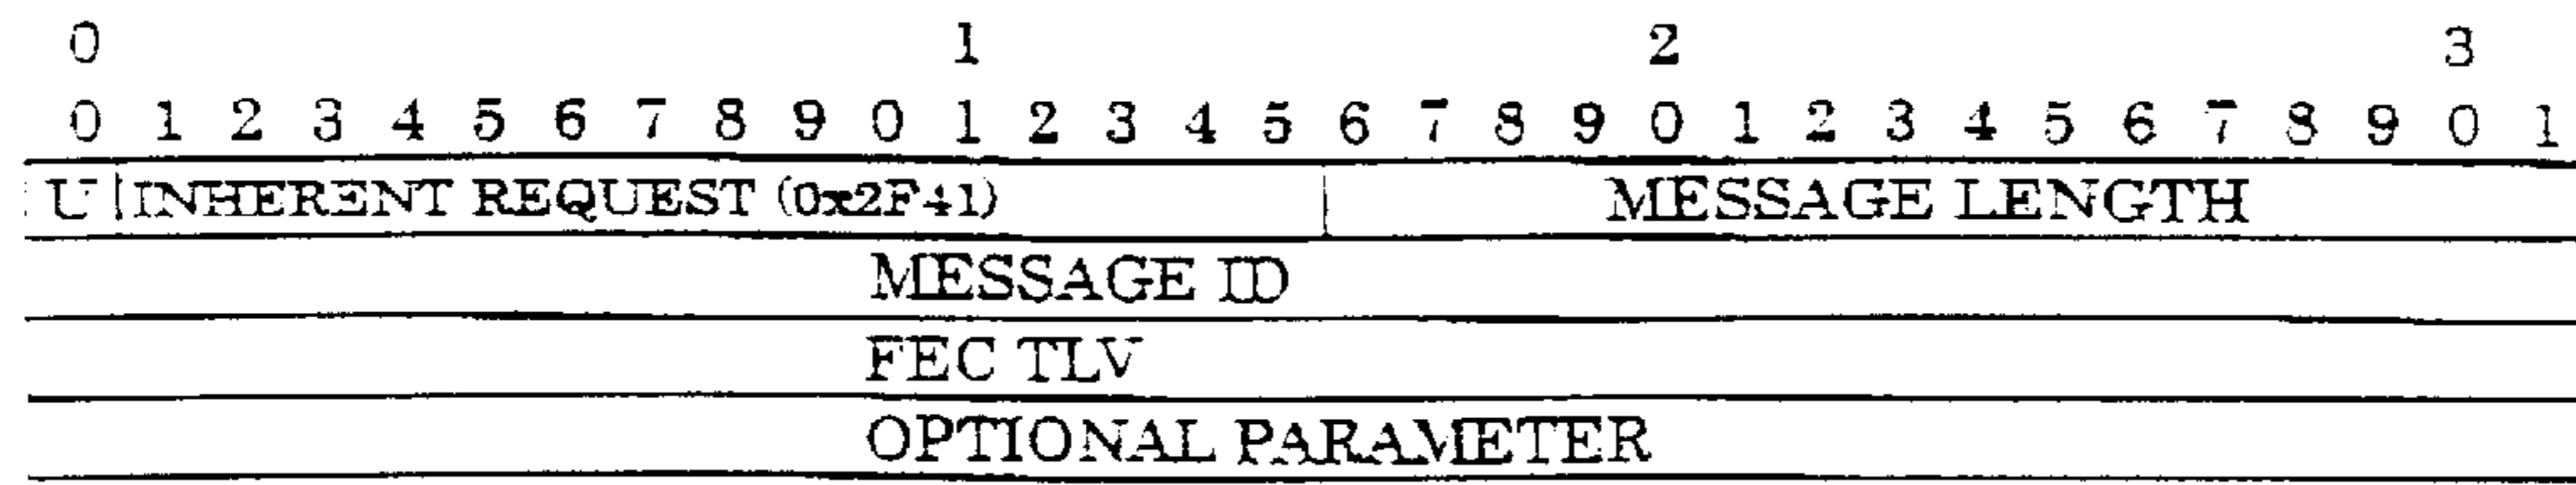 0 1 2 3
0 1 2 3 4 5 6 7 8 9 0 1 2 3 4 5 6 7 8 9 0 1 2 3 4 5 6 7 8 9 0 1
U INHERENT REQUEST (0x2F41) MESSAGE LENGTH
MESSAGE ID
FEC TLV
OPTIONAL PARAMETER